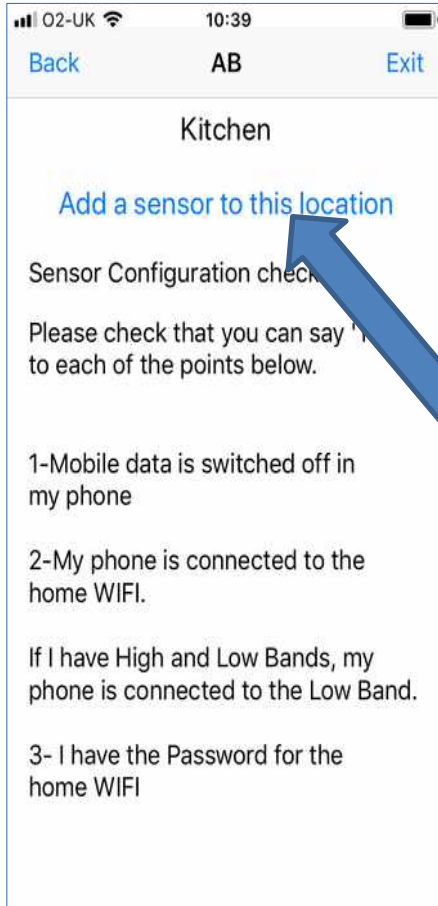 O2-UK 10:39
Back AB Exit
Kitchen
Add a sensor to this location
Sensor Configuration check
Please check that you can say '
to each of the points below.
1-Mobile data is switched off in
my phone
2-My phone is connected to the
home WIFI.
If I have High and Low Bands, my
phone is connected to the Low Band.
3- I have the Password for the
home WIFI